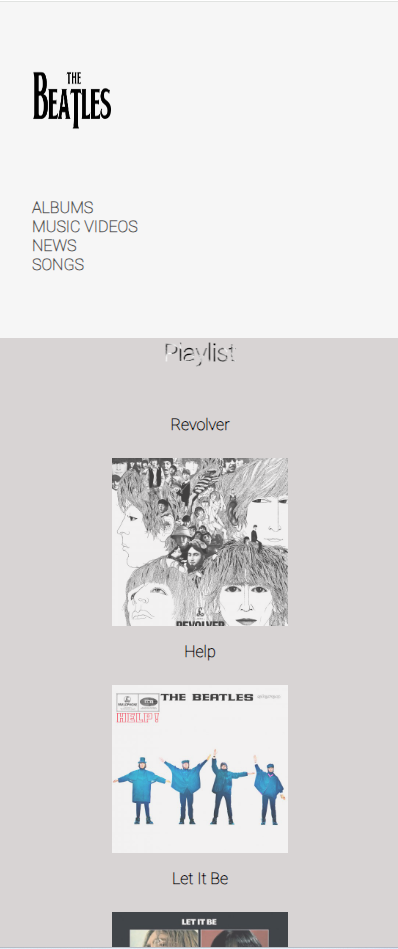 THE
BEATLES
ALBUMS
MUSIC VIDEOS
NEWS
SONGS
Playlist
Revolver
REVOLVER
Help
THE BEATLES
HELP!
Let It Be
LET IT BE